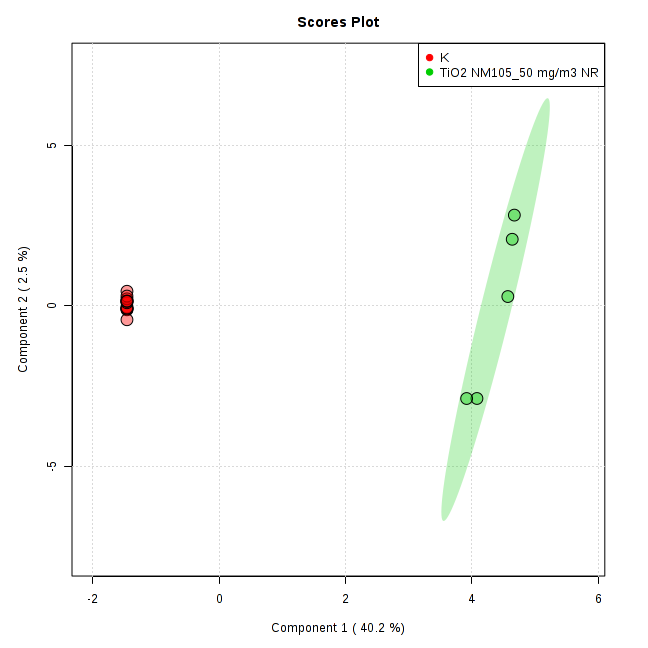 Scores Plot
K
TiO2 NM105_50 mg/m3 NR
5
0
-5
Component 2 ( 2.5 %)
-2
0
2
4
6
Component 1 ( 40.2 %)